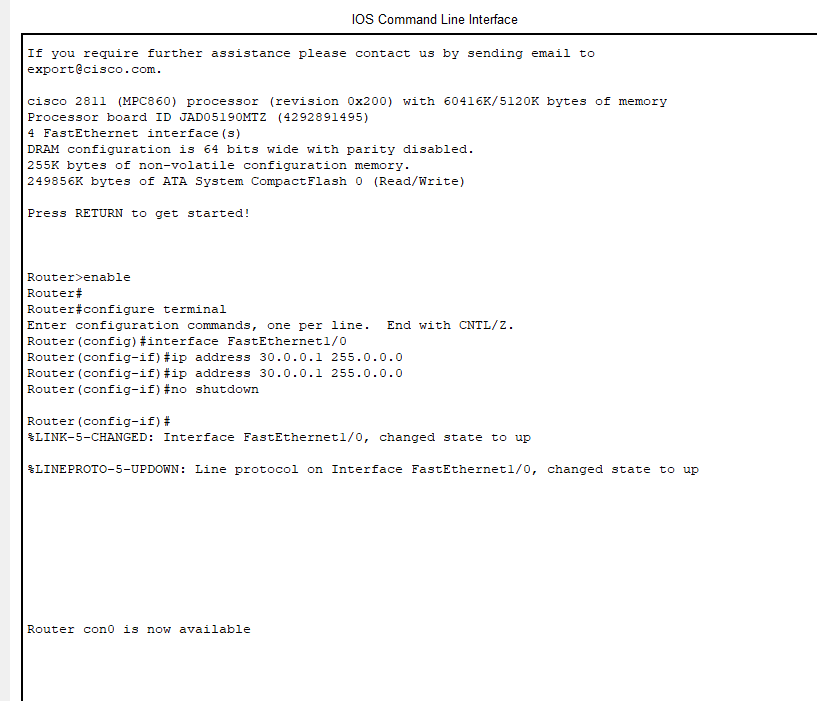 IOS Command Line Interface
If you require further assistance please contact us by sending email to
export@cisco.com.
cisco 2811 (MPC860) processor (revision 0x200) with 60416K/5120K bytes of memory
Processor board ID JAD05190MTZ (4292891495)
4 FastEthernet interface(s)
DRAM configuration is 64 bits wide with parity disabled.
255K bytes of non-volatile configuration memory.
249856K bytes of ATA System CompactFlash 0 (Read/Write)
Press RETURN to get started!
Router>enable
Router#
Router#configure terminal
Enter configuration commands, one per line.  End with CNTL/Z.
Router(config)#interface FastEthernet1/0
Router(config-if)#ip address 30.0.0.1 255.0.0.0
Router(config-if)#ip address 30.0.0.1 255.0.0.0
Router(config-if)#no shutdown
Router(config-if)#
%LINK-5-CHANGED: Interface FastEthernet1/0, changed state to up
%LINEPROTO-5-UPDOWN: Line protocol on Interface FastEthernet1/0, changed state to up
Router con0 is now available